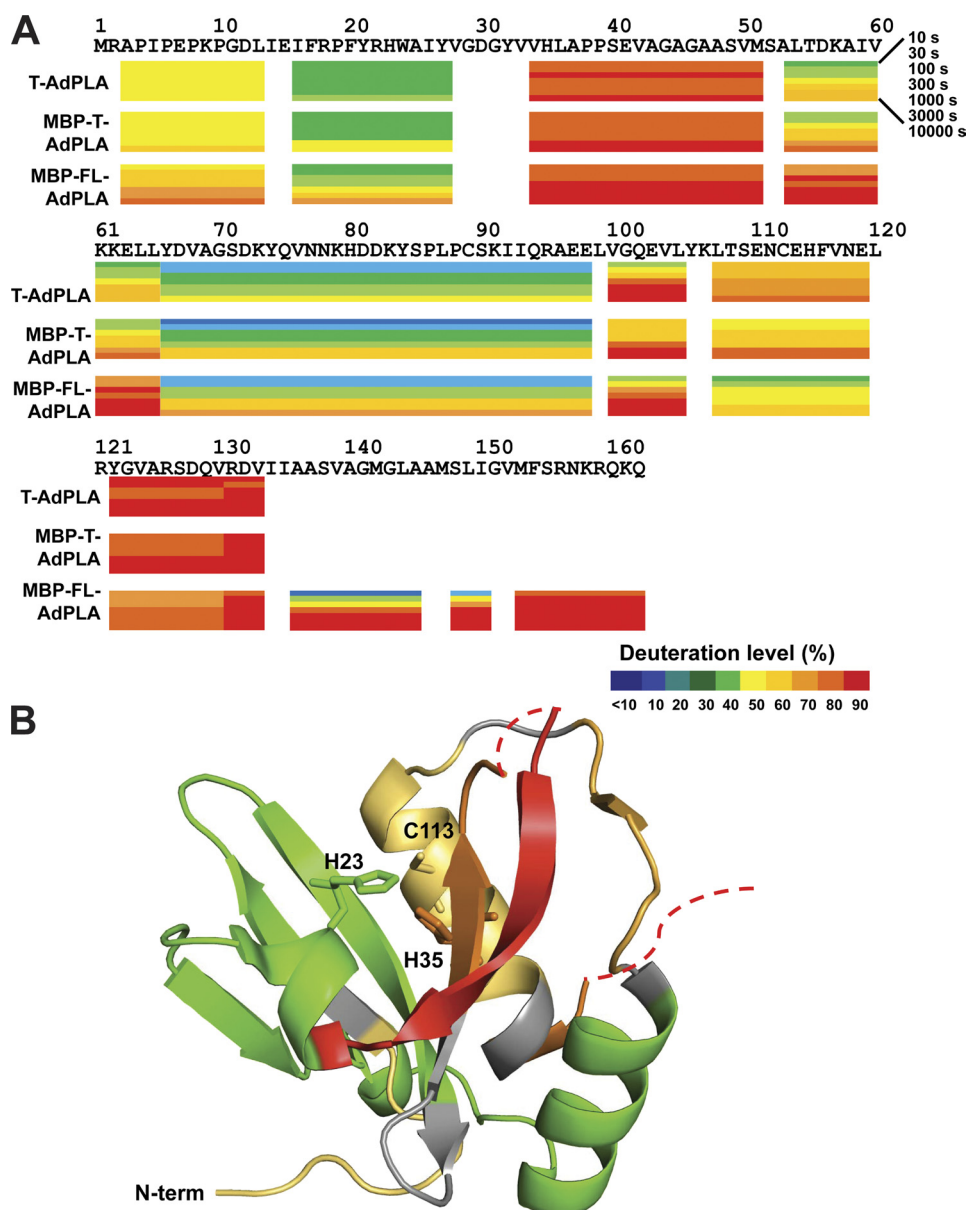 A
1 10 20 30 40 50 60
MRAPIPEPKPGDLIEIFRPFYRHWAIYVGDGYVVHLAPPSEVAGAGAASVMSALTDKAIV
10 s
30 s
100 s
300 s
1000 s
3000 s
10000 s
T-AdPLA
MBP-T-
AdPLA
MBP-FL-
AdPLA
61 70 80 90 100 110 120
KKELLYDVAGSDKYQVNNKHDDKYSPLPCSKIIQRAEELVGQEVLYKLTSENCEHFVNEL
T-AdPLA
MBP-T-
AdPLA
MBP-FL-
AdPLA
121 130 140 150 160
RYGVARSDQVRDVIIAASVAGMGLAAMSLIGVMFSRNKRQKQ
T-AdPLA
MBP-T-
AdPLA
MBP-FL-
AdPLA
Deuteration level (%)
<10 10 20 30 40 50 60 70 80 90
B
C113
H23
H35
N-term